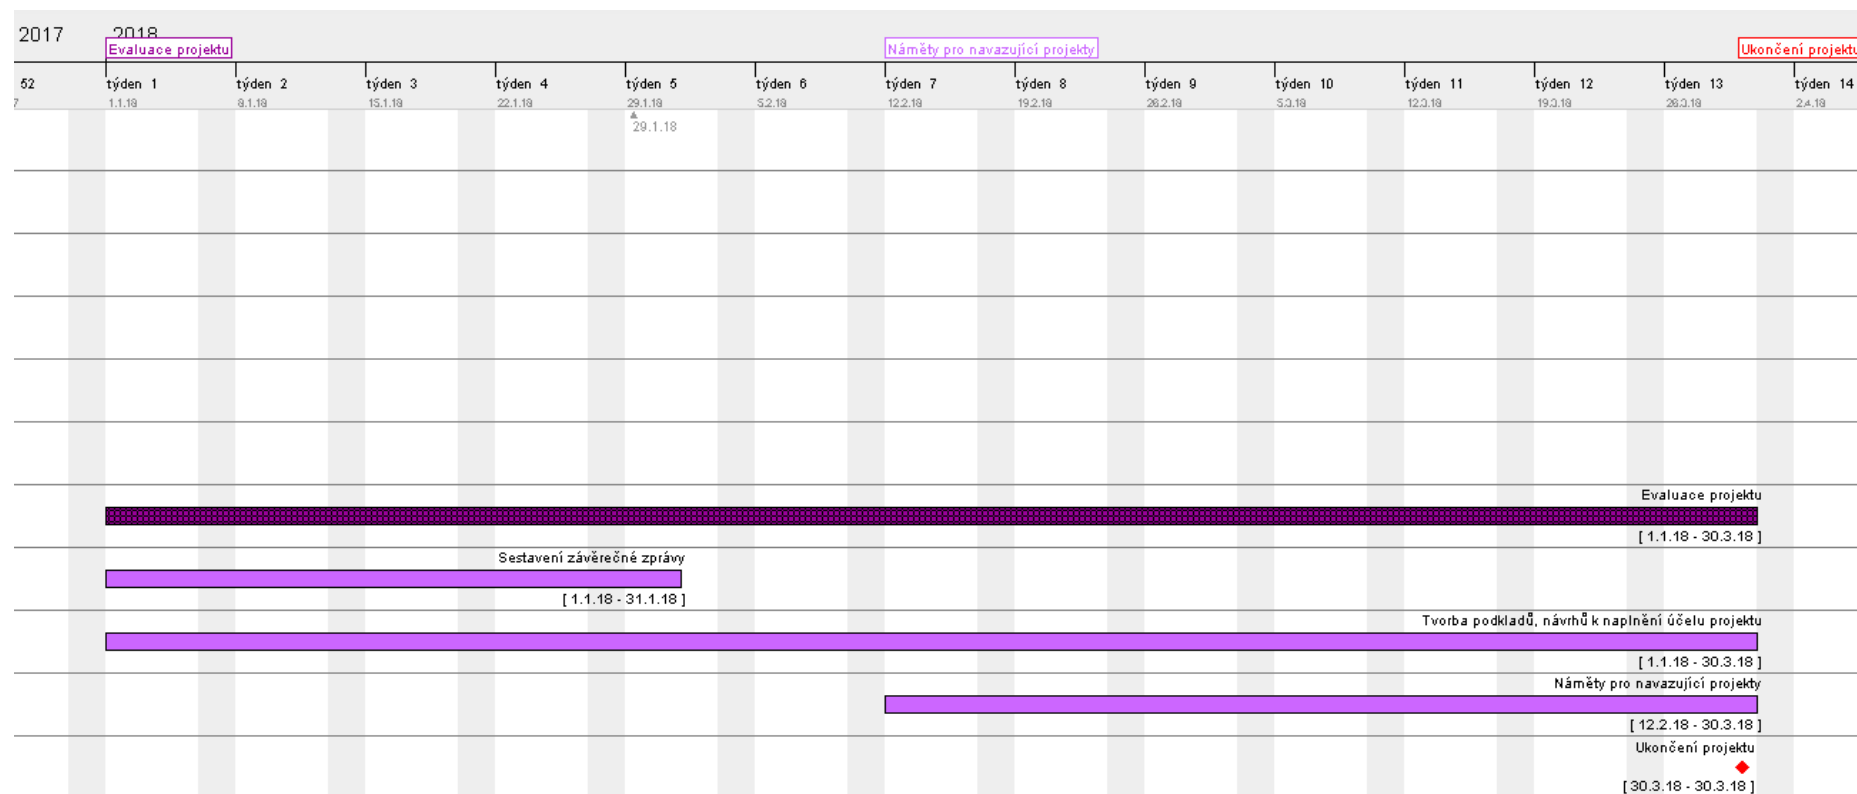 2017 2018
Evaluace projektu Náměty pro navazující projekty Ukončení projektu
52 týden 1 týden 2 týden 3 týden 4 týden 5 týden 6 týden 7 týden 8 týden 9 týden 10 týden 11 týden 12 týden 13 týden 14
7 1.1.18 8.1.18 15.1.18 22.1.18 29.1.18 5.2.18 12.2.18 19.2.18 26.2.18 5.3.18 12.3.18 19.3.18 26.3.18 2.4.18
29.1.18
Evaluace projektu
[ 1.1.18 - 30.3.18 ]
Sestavení závěrečné zprávy
[ 1.1.18 - 31.1.18 ]
Tvorba podkladů, návrhů k naplnění účelu projektu
[ 1.1.18 - 30.3.18 ]
Náměty pro navazující projekty
[ 12.2.18 - 30.3.18 ]
Ukončení projektu
[ 30.3.18 - 30.3.18 ]